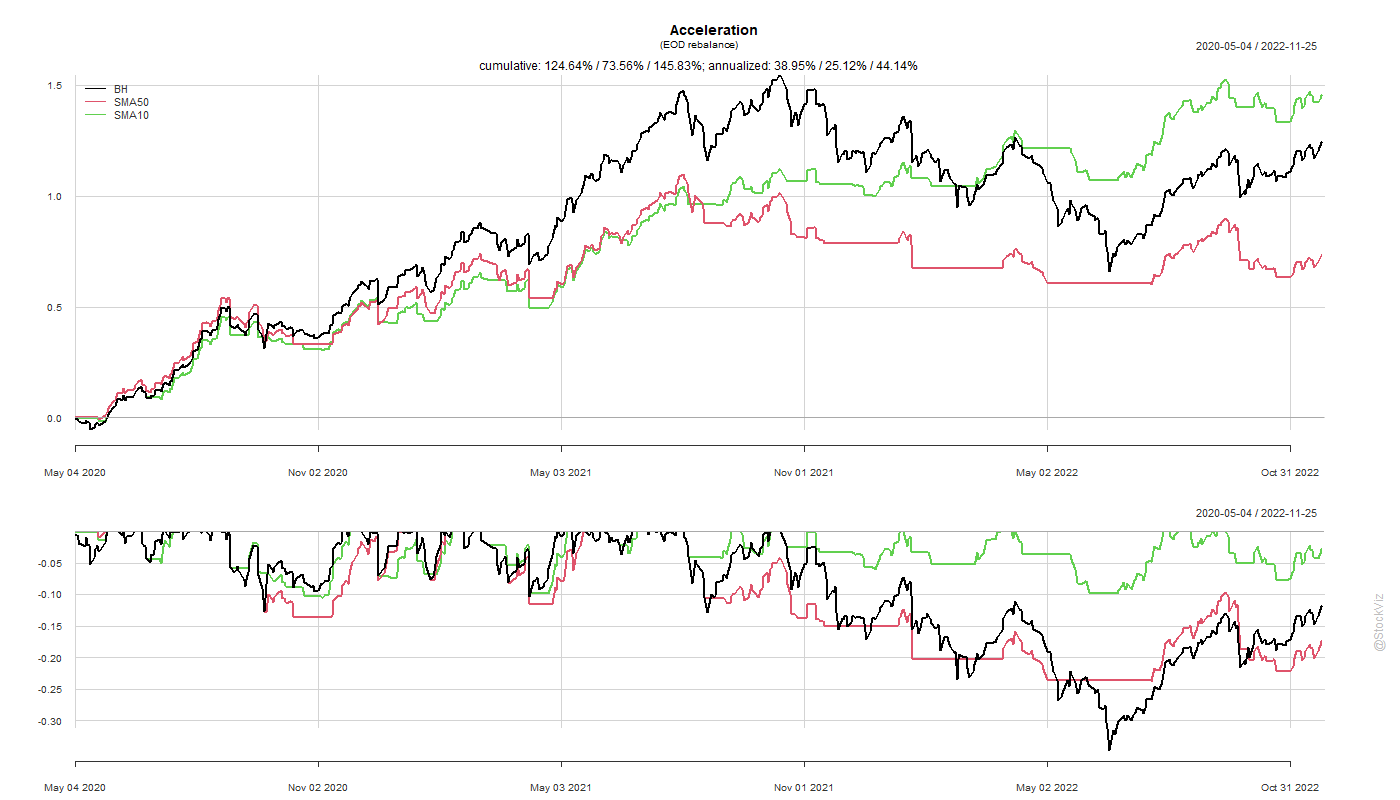 Acceleration
(EOD rebalance)
2020-05-04 / 2022-11-25
cumulative: 124.64% / 73.56% / 145.83%; annualized: 38.95% / 25.12% / 44.14%
BH
SMA50
SMA10
1.5
1.0
0.5
0.0
May 04 2020 Nov 02 2020 May 03 2021 Nov 01 2021 May 02 2022 Oct 31 2022
2020-05-04 / 2022-11-25
-0.05
-0.10
-0.15
-0.20
-0.25
-0.30
May 04 2020 Nov 02 2020 May 03 2021 Nov 01 2021 May 02 2022 Oct 31 2022
@StockViz